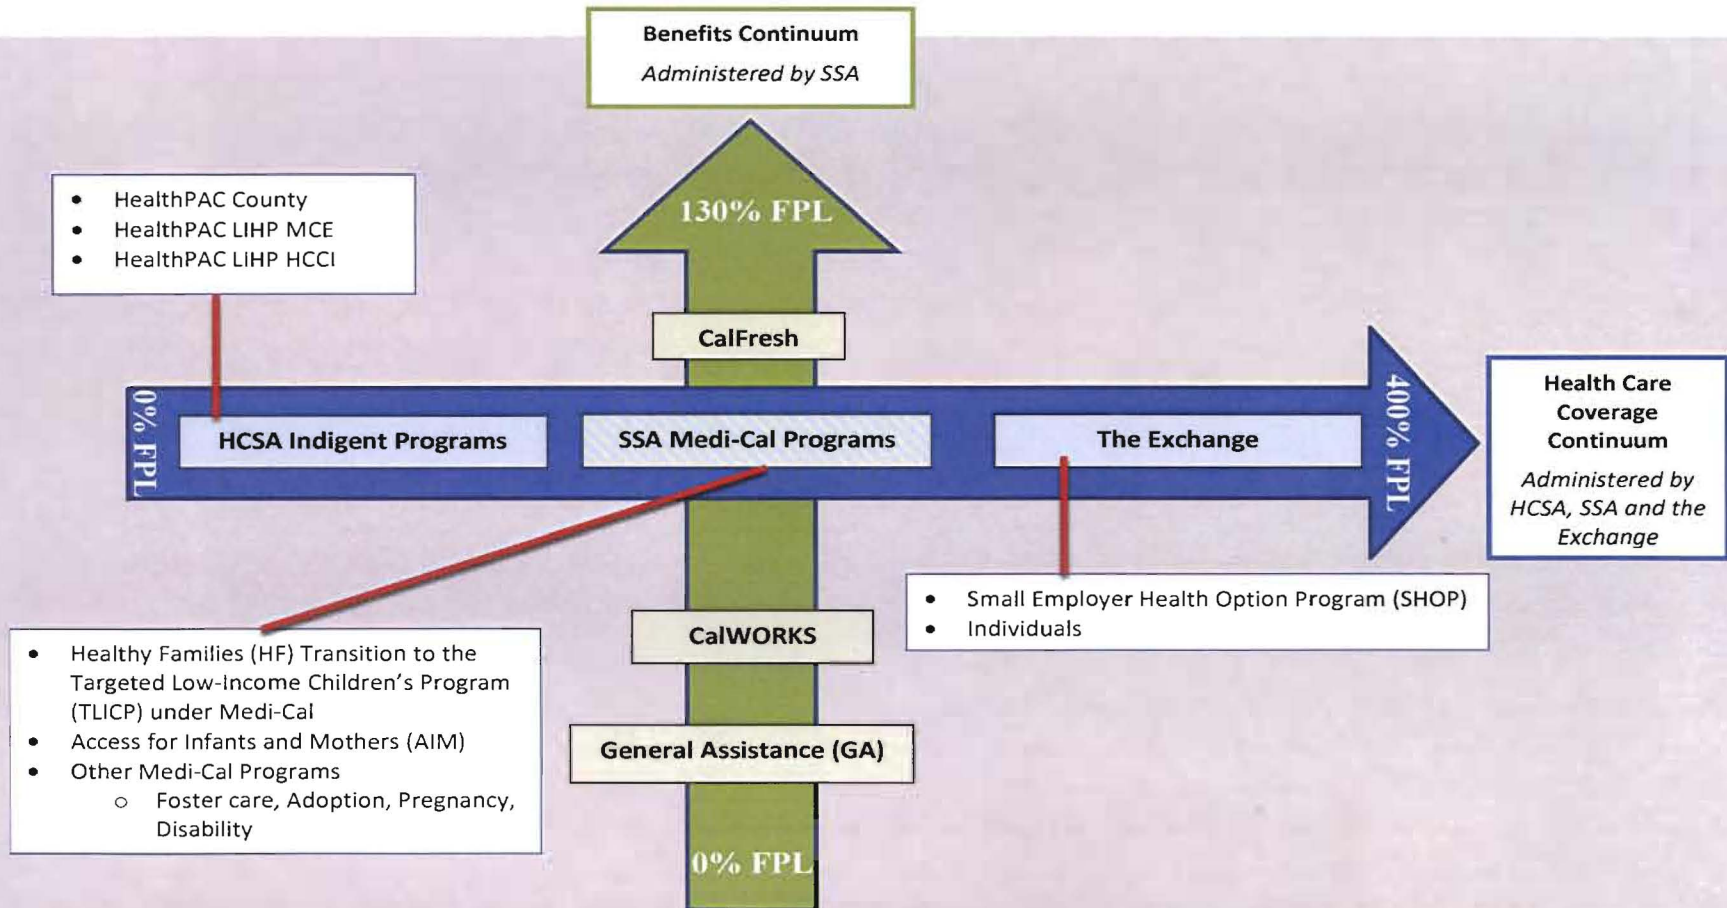 Benefits Continuum
Administered by SSA
• HealthPAC County
• HealthPAC LIHP MCE
• HealthPAC LIHP HCCI
130% FPL
CalFresh
0% FPL
HCSA Indigent Programs
SSA Medi-Cal Programs
The Exchange
400% FPL
Health Care
Coverage
Continuum
Administered by
HCSA, SSA and the
Exchange
• Small Employer Health Option Program (SHOP)
• Individuals
CalWORKS
• Healthy Families (HF) Transition to the
Targeted Low-Income Children's Program
(TLICP) under Medi-Cal
• Access for Infants and Mothers (AIM)
• Other Medi-Cal Programs
o Foster care, Adoption, Pregnancy,
Disability
General Assistance (GA)
0% FPL